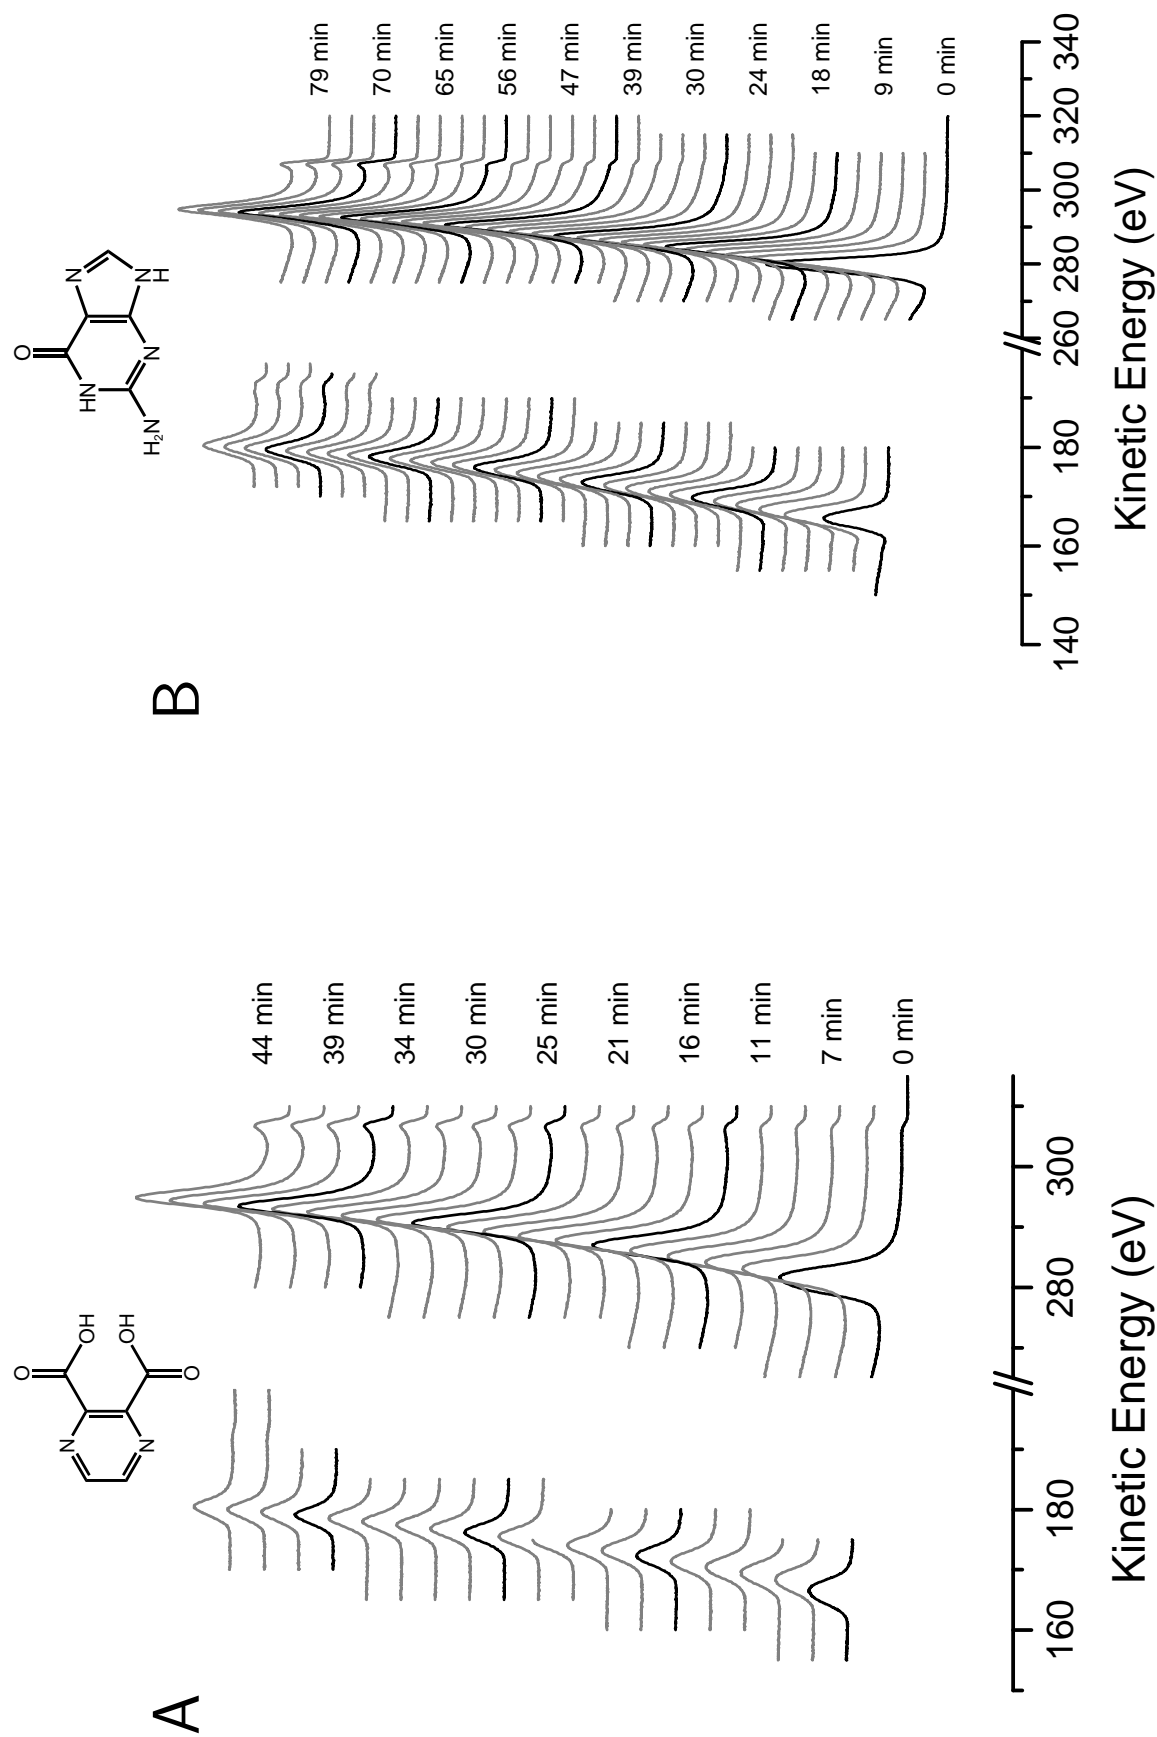 A
O
OH
OH
O
N
N
44 min
39 min
34 min
30 min
25 min
21 min
16 min
11 min
7 min
0 min
160 180 280 300
Kinetic Energy (eV)
B
O
HN
N
H₂N
N
N
H
79 min
70 min
65 min
56 min
47 min
39 min
30 min
24 min
18 min
9 min
0 min
140 160 180 260 280 300 320 340
Kinetic Energy (eV)